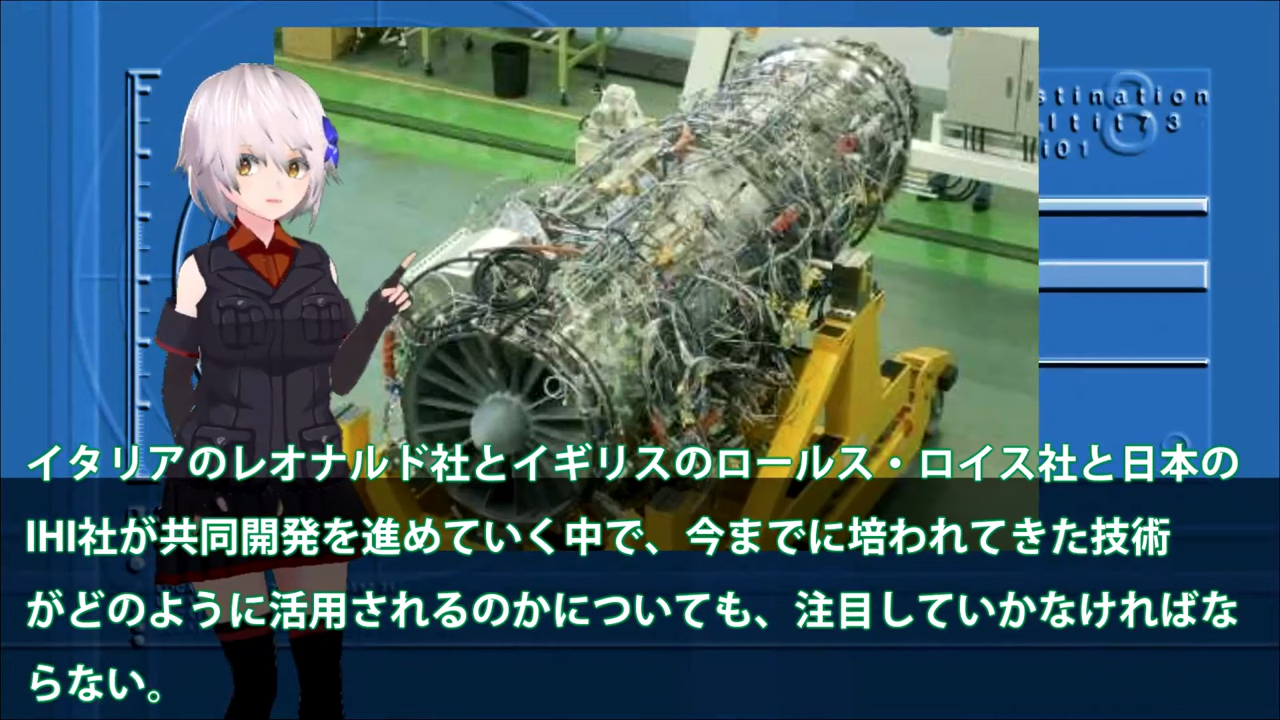 stination
ltit73
i01
イタリアのレオナルド社とイギリスのロールス・ロイス社と日本の
IHI社が共同開発を進めていく中で、今までに培われてきた技術
がどのように活用されるのかについても、注目していかなければな
らない。